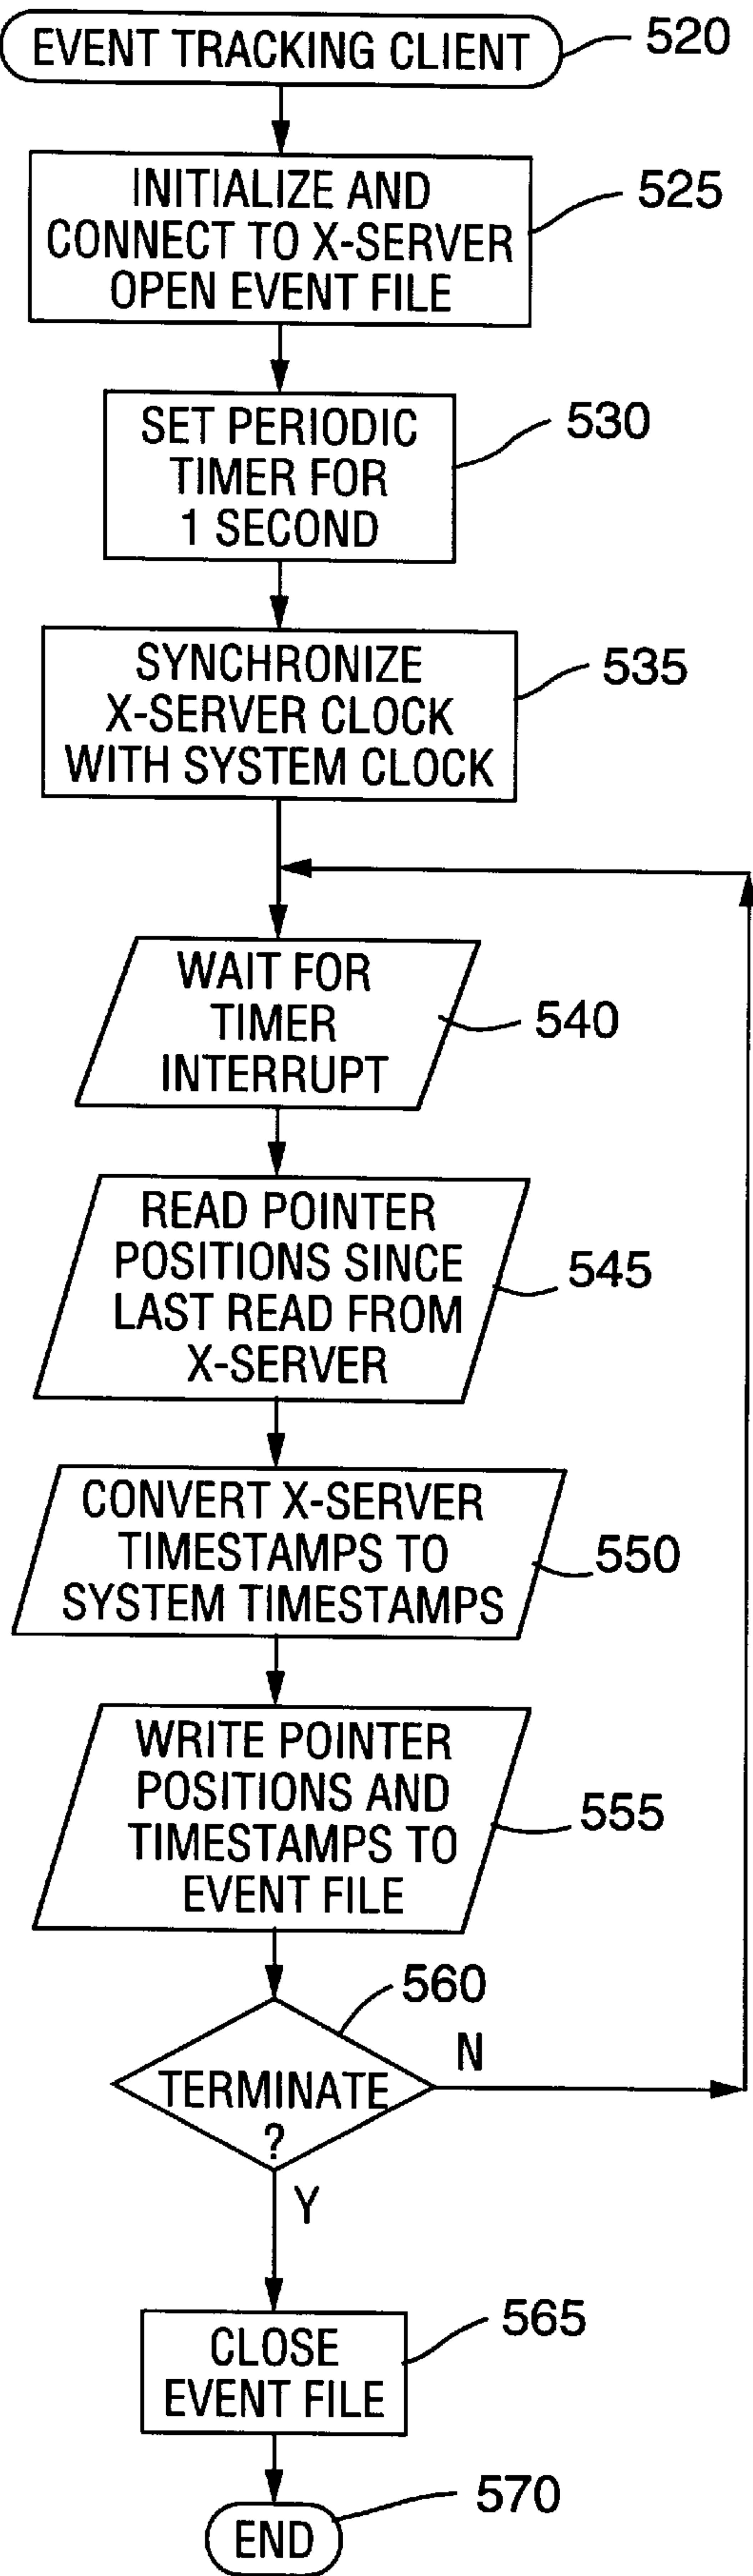 EVENT TRACKING CLIENT
520
INITIALIZE AND
CONNECT TO X-SERVER
OPEN EVENT FILE
525
SET PERIODIC
TIMER FOR
1 SECOND
530
SYNCHRONIZE
X-SERVER CLOCK
WITH SYSTEM CLOCK
535
WAIT FOR
TIMER
INTERRUPT
540
READ POINTER
POSITIONS SINCE
LAST READ FROM
X-SERVER
545
CONVERT X-SERVER
TIMESTAMPS TO
SYSTEM TIMESTAMPS
550
WRITE POINTER
POSITIONS AND
TIMESTAMPS TO
EVENT FILE
555
560
N
TERMINATE
?
Y
CLOSE
EVENT FILE
565
END
570